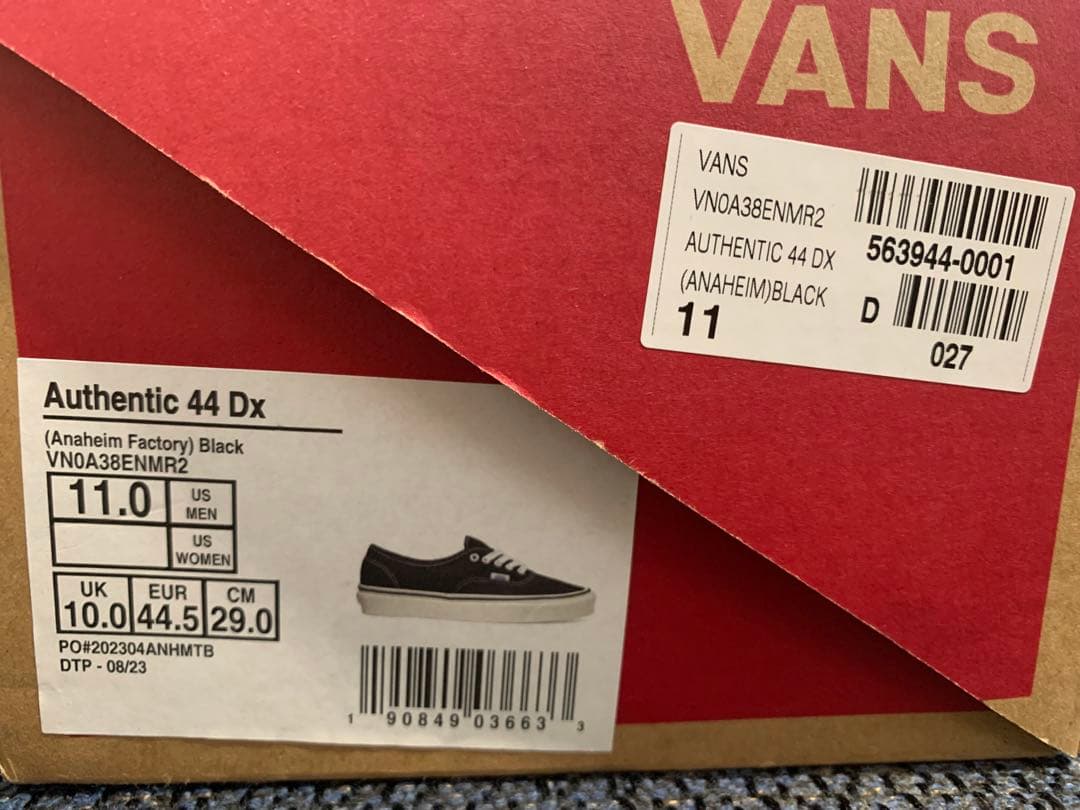 VANS
VANS
VN0A38ENMR2
AUTHENTIC 44 DX
(ANAHEIM)BLACK
11
563944-0001
D
027
Authentic 44 Dx
(Anaheim Factory) Black
VN0A38ENMR2
11.0 US MEN
US WOMEN
UK EUR CM
10.0 44.5 29.0
PO#202304ANHMTB
DTP - 08/23
1 90849 03663 3